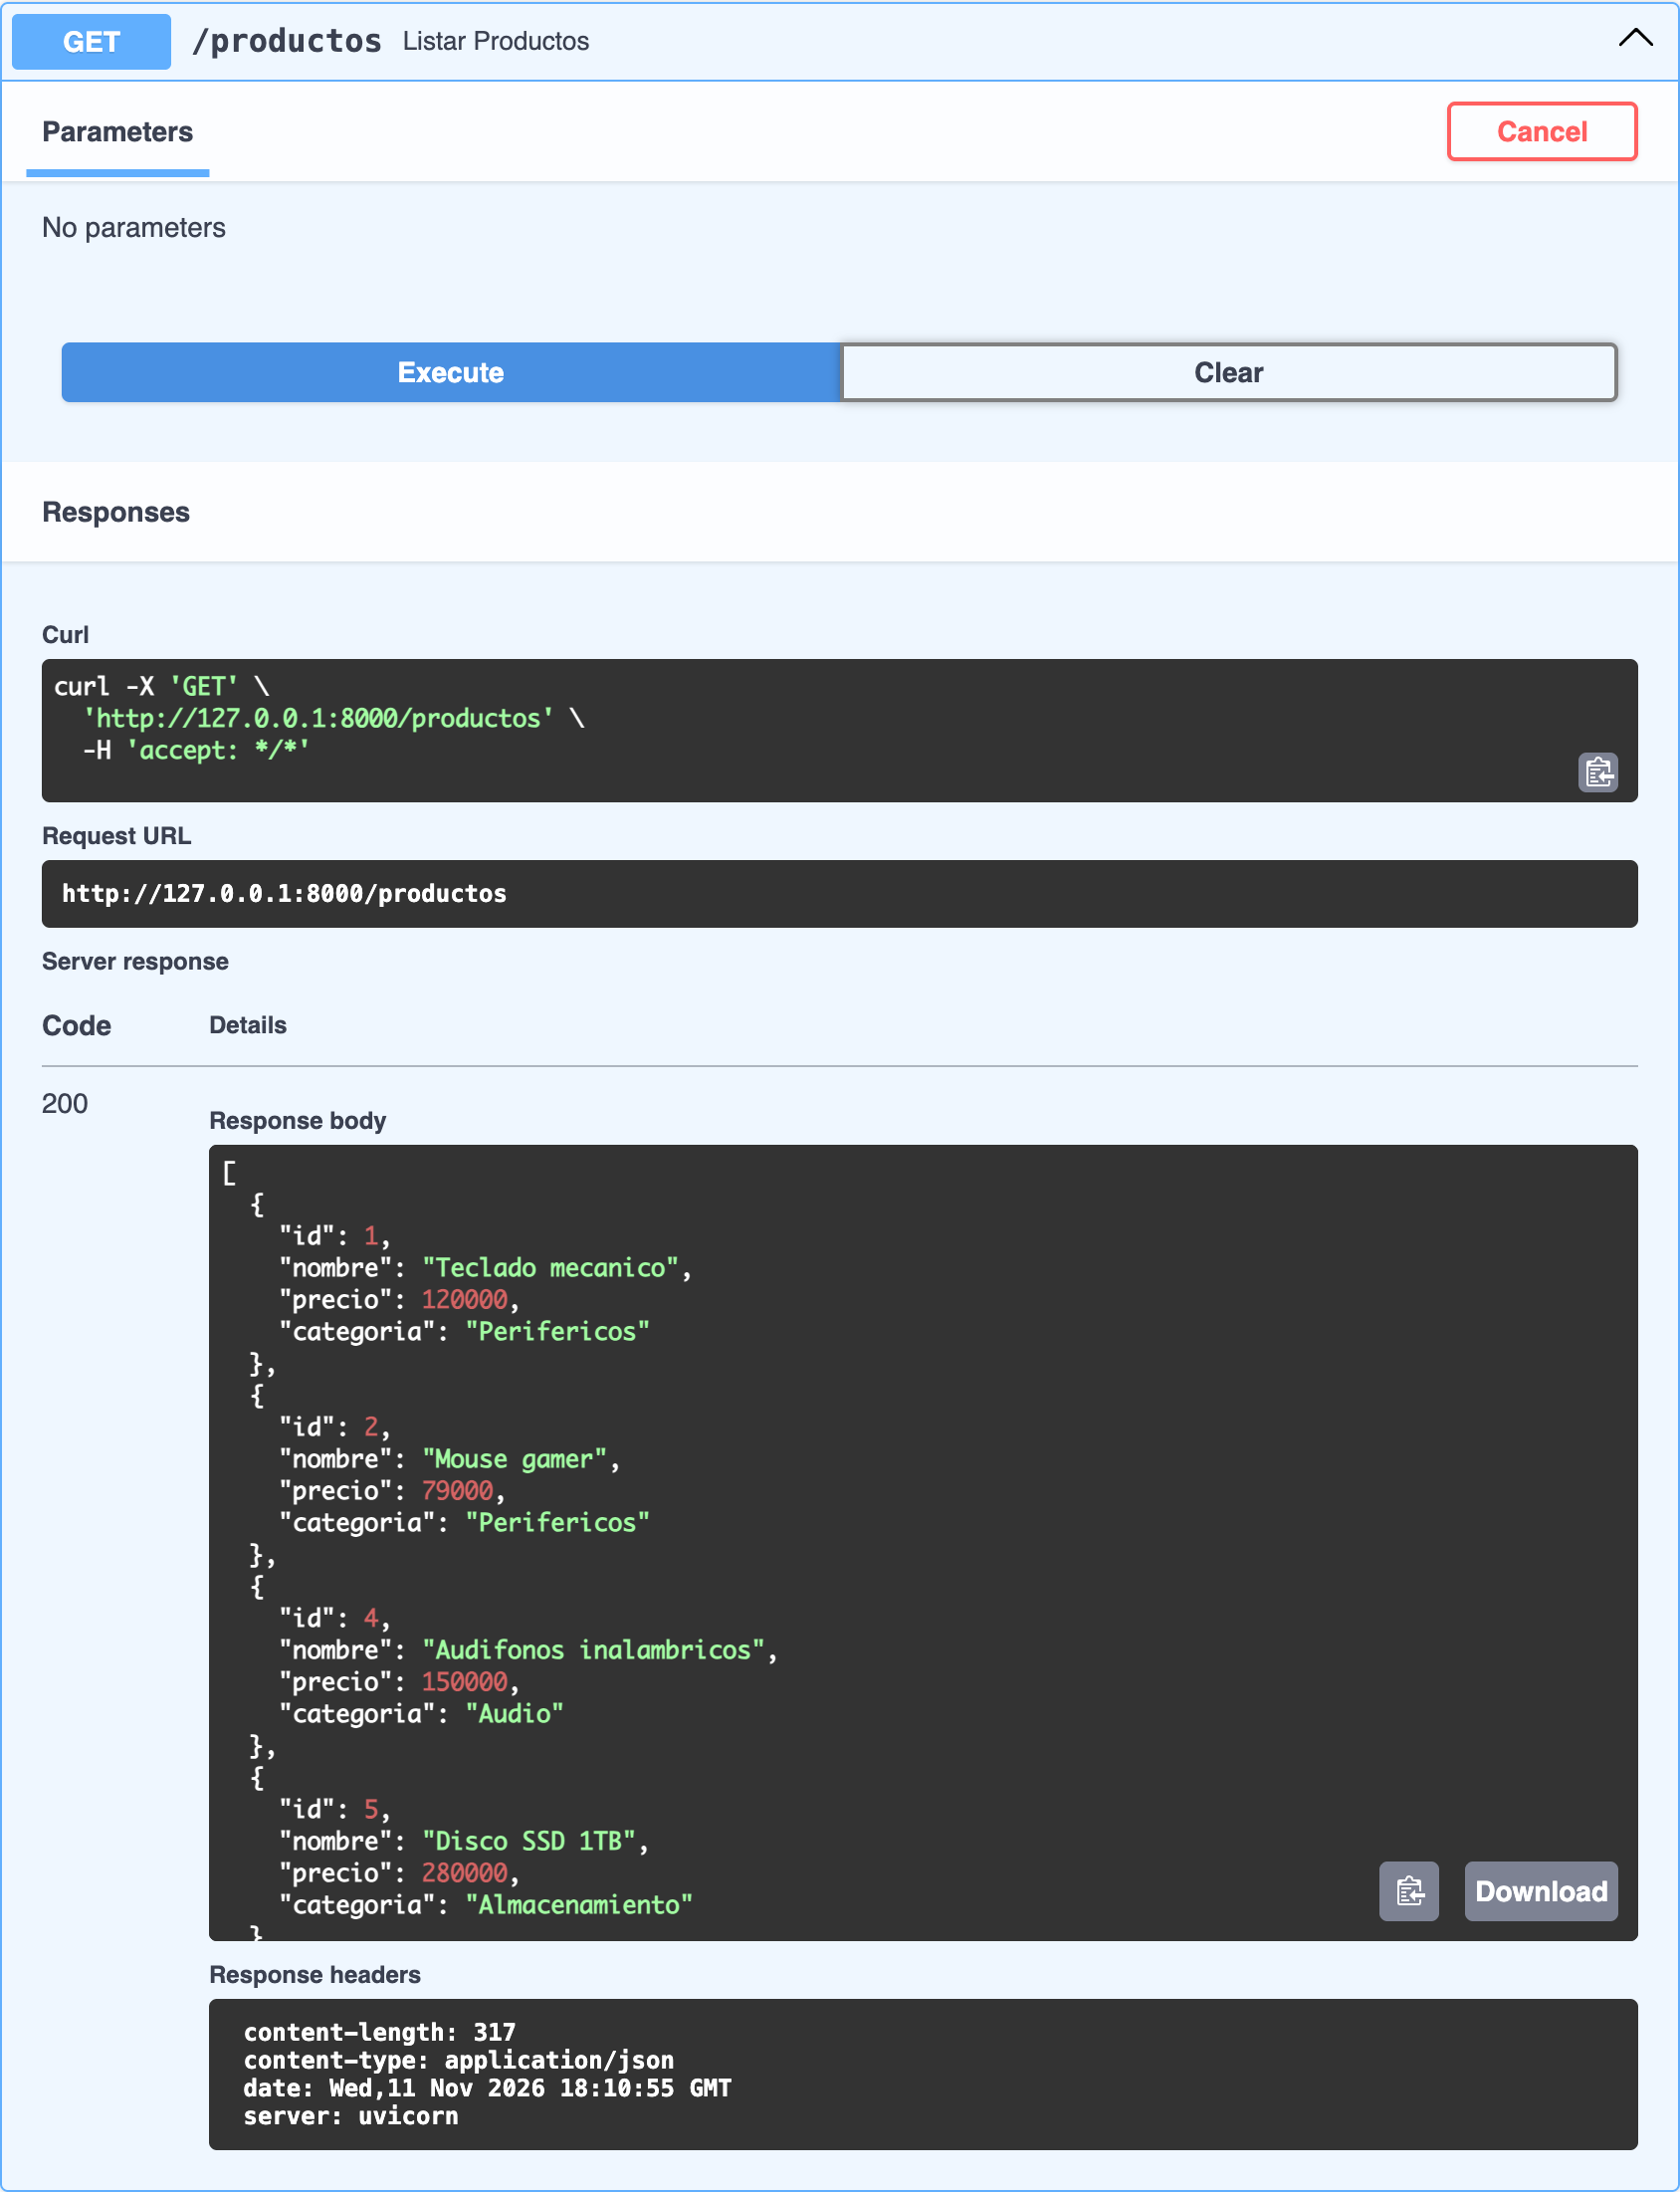 GET /productos Listar Productos
Parameters
Cancel
No parameters
Execute
Clear
Responses
Curl
curl -X 'GET' \
  'http://127.0.0.1:8000/productos' \
  -H 'accept: */*'
Request URL
http://127.0.0.1:8000/productos
Server response
Code Details
200
Response body
[
  {
    "id": 1,
    "nombre": "Teclado mecanico",
    "precio": 120000,
    "categoria": "Perifericos"
  },
  {
    "id": 2,
    "nombre": "Mouse gamer",
    "precio": 79000,
    "categoria": "Perifericos"
  },
  {
    "id": 4,
    "nombre": "Audifonos inalambricos",
    "precio": 150000,
    "categoria": "Audio"
  },
  {
    "id": 5,
    "nombre": "Disco SSD 1TB",
    "precio": 280000,
    "categoria": "Almacenamiento"
  }
Download
Response headers
content-length: 317
content-type: application/json
date: Wed,11 Nov 2026 18:10:55 GMT
server: uvicorn